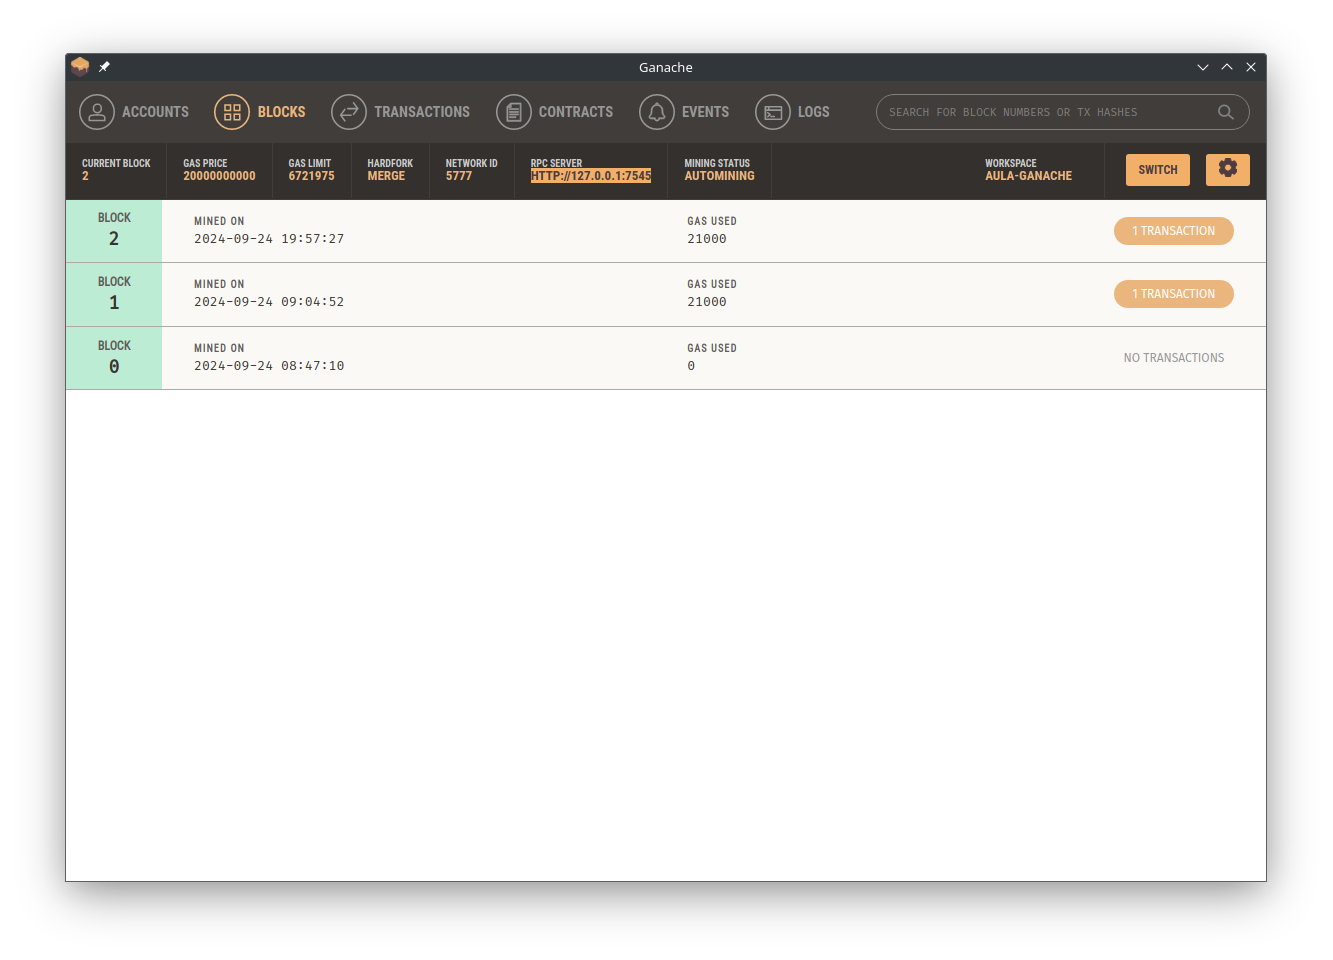 Ganache
ACCOUNTS BLOCKS TRANSACTIONS CONTRACTS EVENTS LOGS SEARCH FOR BLOCK NUMBERS OR TX HASHES
CURRENT BLOCK GAS PRICE GAS LIMIT HARDFORK NETWORK ID RPC SERVER MINING STATUS WORKSPACE
2 20000000000 6721975 MERGE 5777 HTTP://127.0.0.1:7545 AUTOMINING AULA-GANACHE SWITCH
BLOCK MINED ON GAS USED
2 2024-09-24 19:57:27 21000 1 TRANSACTION
BLOCK MINED ON GAS USED
1 2024-09-24 09:04:52 21000 1 TRANSACTION
BLOCK MINED ON GAS USED
0 2024-09-24 08:47:10 0 NO TRANSACTIONS